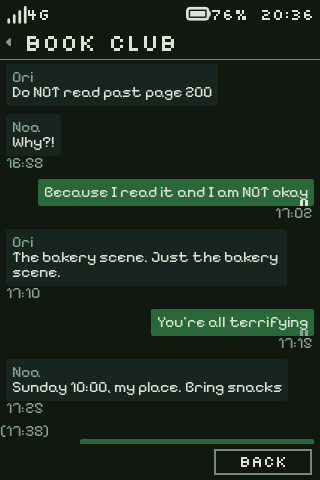 4G 76% 20:36
BOOK CLUB
Ori
Do NOT read past page 200
Noa
Why?!
16:58
Because I read it and I am NOT okay
17:02
Ori
The bakery scene. Just the bakery
scene.
17:10
You're all terrifying
17:15
Noa
Sunday 10:00, my place. Bring snacks
17:25
(17:38)
BACK